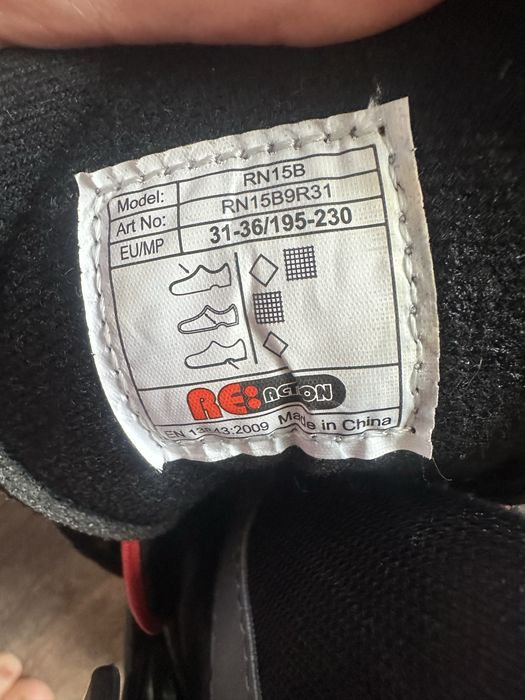 Model: RN15B
Art No: RN15B9R31
EU/MP 31-36/195-230
RE:ACTION
EN 13843:2009 Made in China